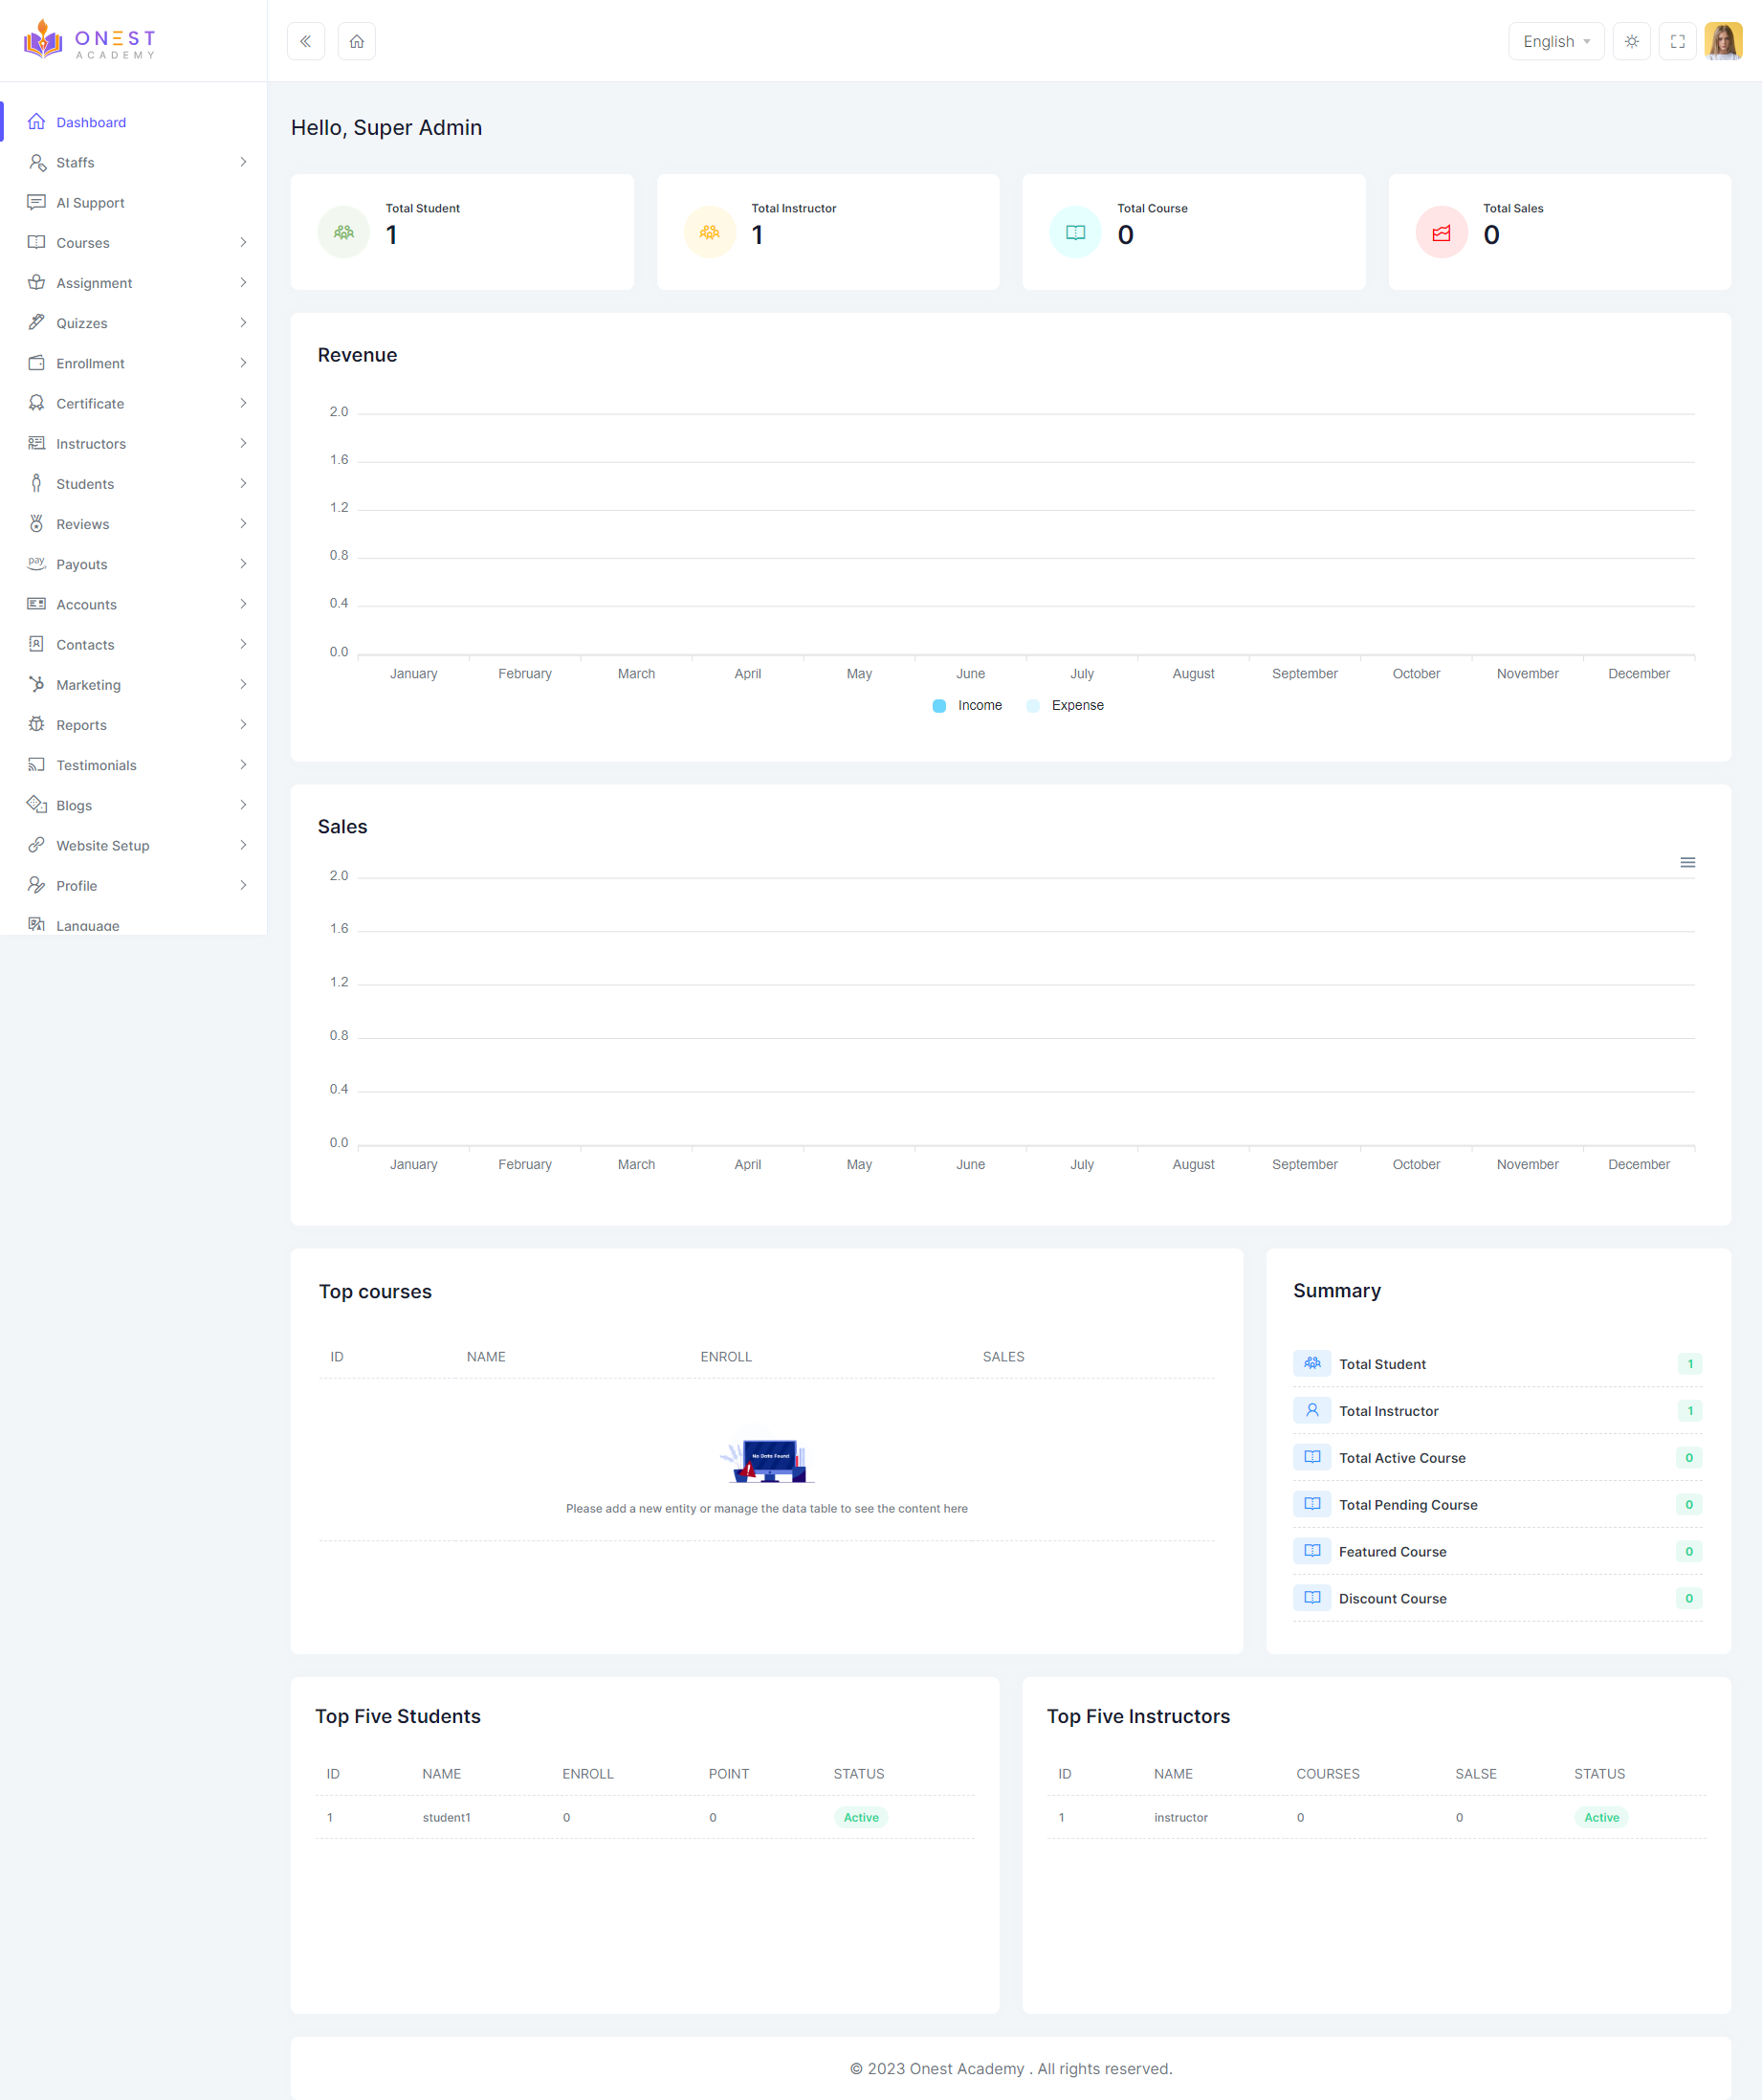 ONEST
ACADEMY
English
Dashboard
Staffs
AI Support
Courses
Assignment
Quizzes
Enrollment
Certificate
Instructors
Students
Reviews
pay
Payouts
Accounts
Contacts
Marketing
Reports
Testimonials
Blogs
Website Setup
Profile
Language
Hello, Super Admin
Total Student
1
Total Instructor
1
Total Course
0
Total Sales
0
Revenue
2.0
1.6
1.2
0.8
0.4
0.0
January February March April May June July August September October November December
Income Expense
Sales
2.0
1.6
1.2
0.8
0.4
0.0
January February March April May June July August September October November December
Top courses
ID NAME ENROLL SALES
No Data Found
Please add a new entity or manage the data table to see the content here
Summary
Total Student 1
Total Instructor 1
Total Active Course 0
Total Pending Course 0
Featured Course 0
Discount Course 0
Top Five Students
ID NAME ENROLL POINT STATUS
1 student1 0 0 Active
Top Five Instructors
ID NAME COURSES SALSE STATUS
1 instructor 0 0 Active
© 2023 Onest Academy . All rights reserved.